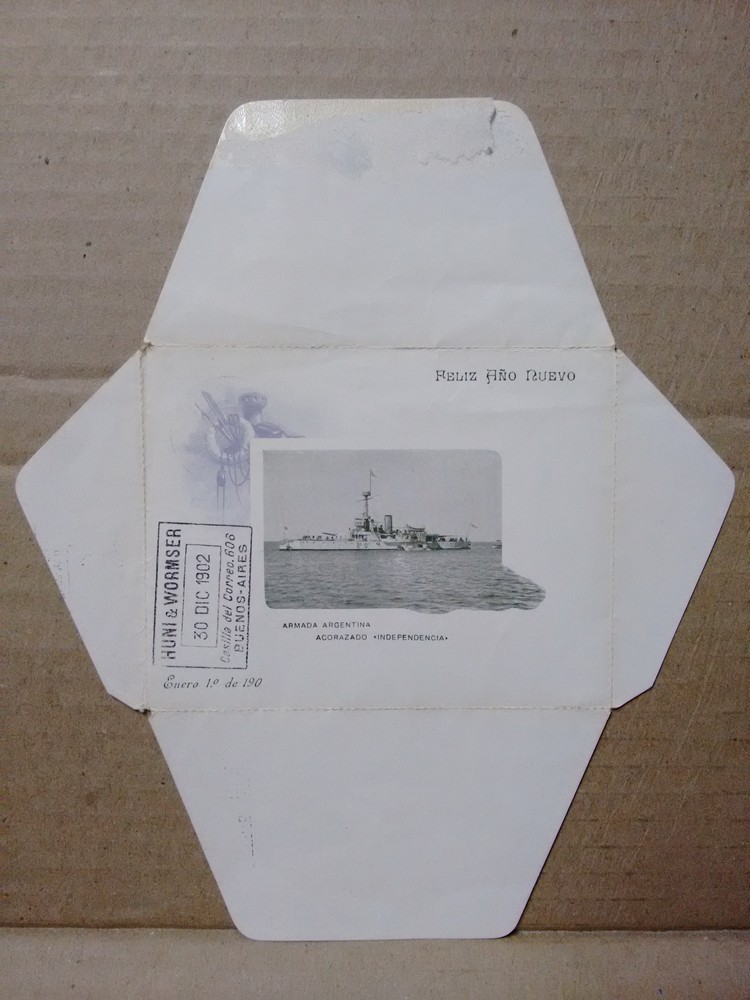 FELIZ AÑO NUEVO
HUNI & WORMSER
30 DIC 1902
Casilla del Correo, 606
BUENOS-AIRES
ARMADA ARGENTINA
ACORAZADO «INDEPENDENCIA»
Enero 1.º de 190